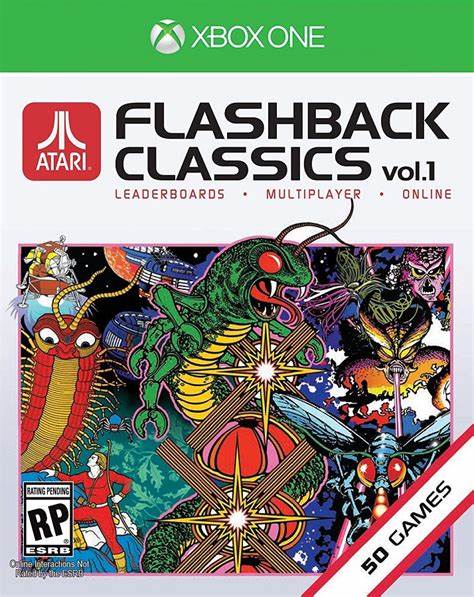 XBOX ONE
ATARI
FLASHBACK
CLASSICS vol.1
LEADERBOARDS • MULTIPLAYER • ONLINE
RATING PENDING
RP
ESRB
Online Interactions Not
Rated by the ESRB
50 GAMES